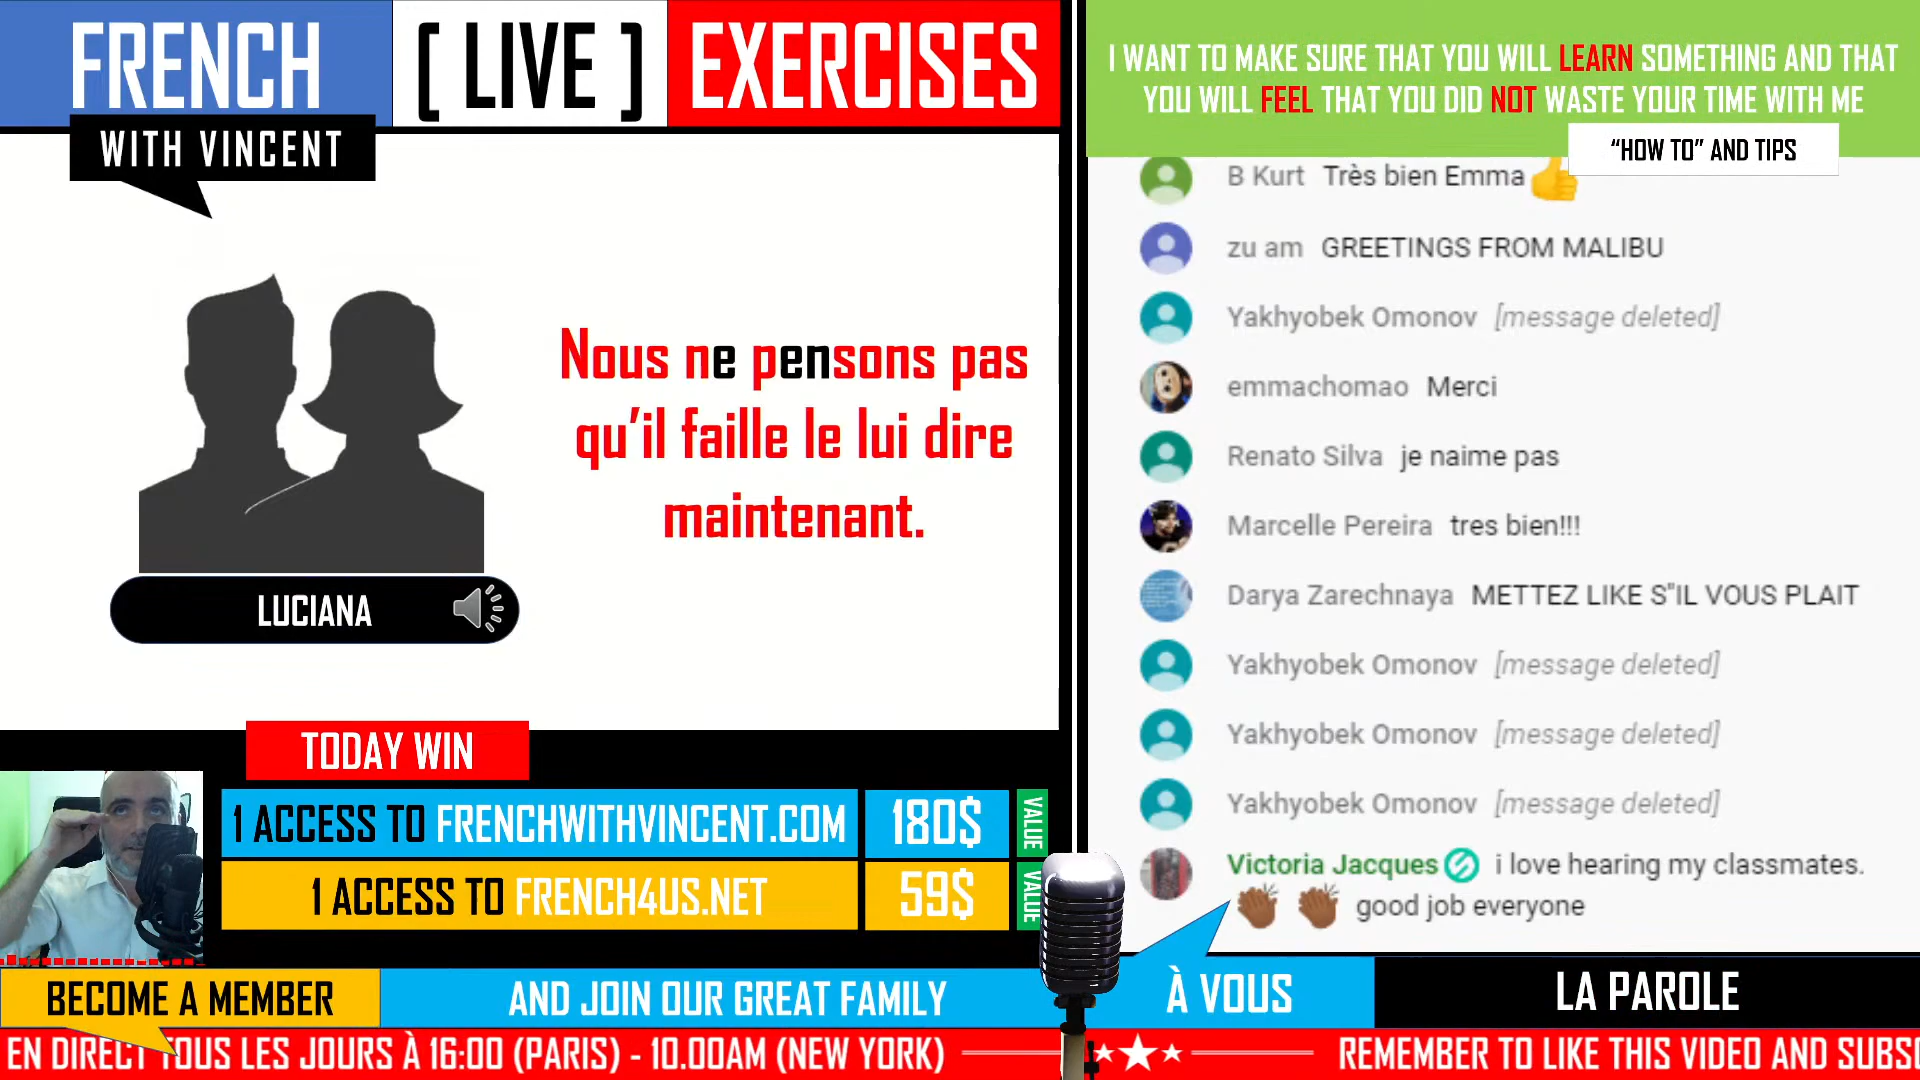 FRENCH
[ LIVE ]
EXERCISES
WITH VINCENT
Nous ne pensons pas
qu'il faille le lui dire
maintenant.
LUCIANA
TODAY WIN
1 ACCESS TO FRENCHWITHVINCENT.COM
180$
VALUE
1 ACCESS TO FRENCH4US.NET
59$
VALUE
I WANT TO MAKE SURE THAT YOU WILL LEARN SOMETHING AND THAT
YOU WILL FEEL THAT YOU DID NOT WASTE YOUR TIME WITH ME
“HOW TO” AND TIPS
B Kurt Très bien Emma
zu am GREETINGS FROM MALIBU
Yakhyobek Omonov [message deleted]
emmachomao Merci
Renato Silva je naime pas
Marcelle Pereira tres bien!!!
Darya Zarechnaya METTEZ LIKE S"IL VOUS PLAIT
Yakhyobek Omonov [message deleted]
Yakhyobek Omonov [message deleted]
Yakhyobek Omonov [message deleted]
Victoria Jacques i love hearing my classmates.
good job everyone
BECOME A MEMBER
AND JOIN OUR GREAT FAMILY
À VOUS
LA PAROLE
EN DIRECT TOUS LES JOURS À 16:00 (PARIS) - 10.00AM (NEW YORK)
REMEMBER TO LIKE THIS VIDEO AND SUBSC